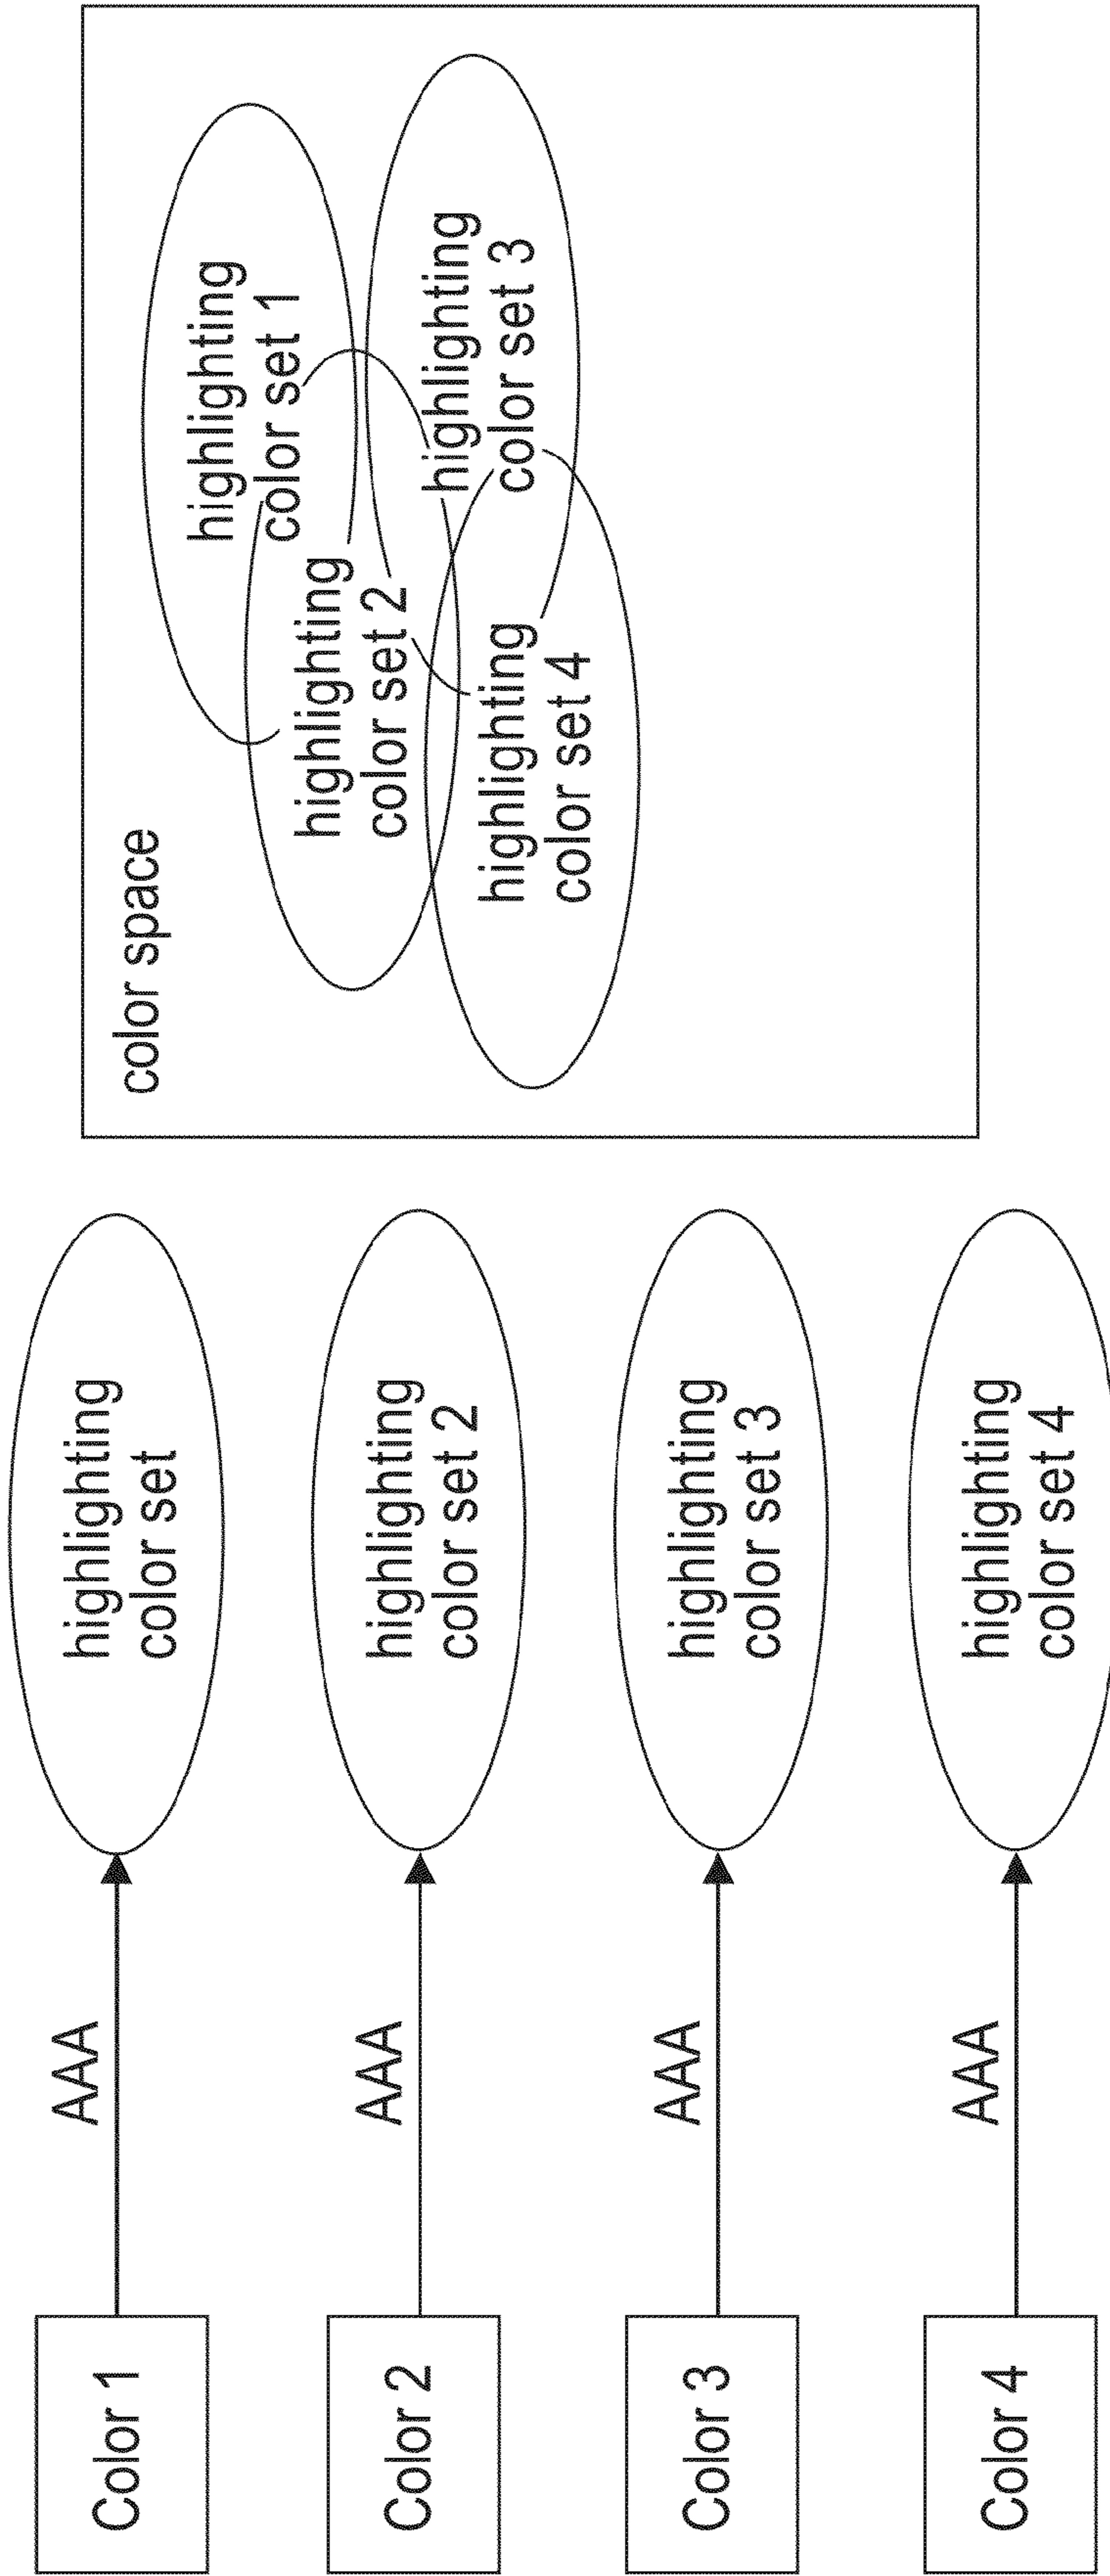 Color 1
AAA
highlighting
color set
Color 2
AAA
highlighting
color set 2
Color 3
AAA
highlighting
color set 3
Color 4
AAA
highlighting
color set 4
color space
highlighting
color set 1
highlighting
color set 2
highlighting
color set 3
highlighting
color set 4